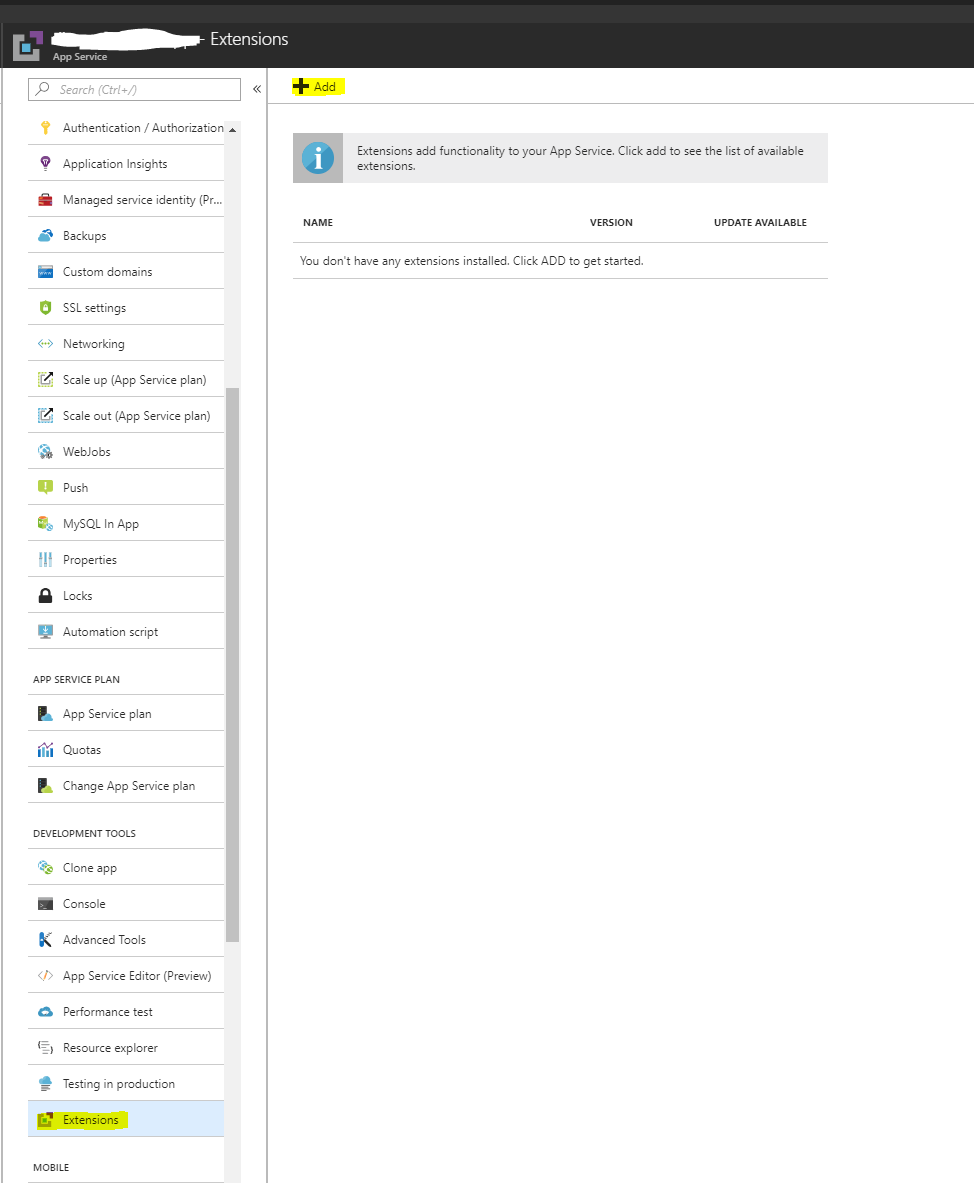 - Extensions
App Service
Search (Ctrl+/)
«
Add
Authentication / Authorization
Application Insights
Managed service identity (Pr...
Backups
Custom domains
SSL settings
Networking
Scale up (App Service plan)
Scale out (App Service plan)
WebJobs
Push
MySQL In App
Properties
Locks
Automation script
APP SERVICE PLAN
App Service plan
Quotas
Change App Service plan
DEVELOPMENT TOOLS
Clone app
Console
Advanced Tools
App Service Editor (Preview)
Performance test
Resource explorer
Testing in production
Extensions
MOBILE
Extensions add functionality to your App Service. Click add to see the list of available
extensions.
NAME VERSION UPDATE AVAILABLE
You don't have any extensions installed. Click ADD to get started.